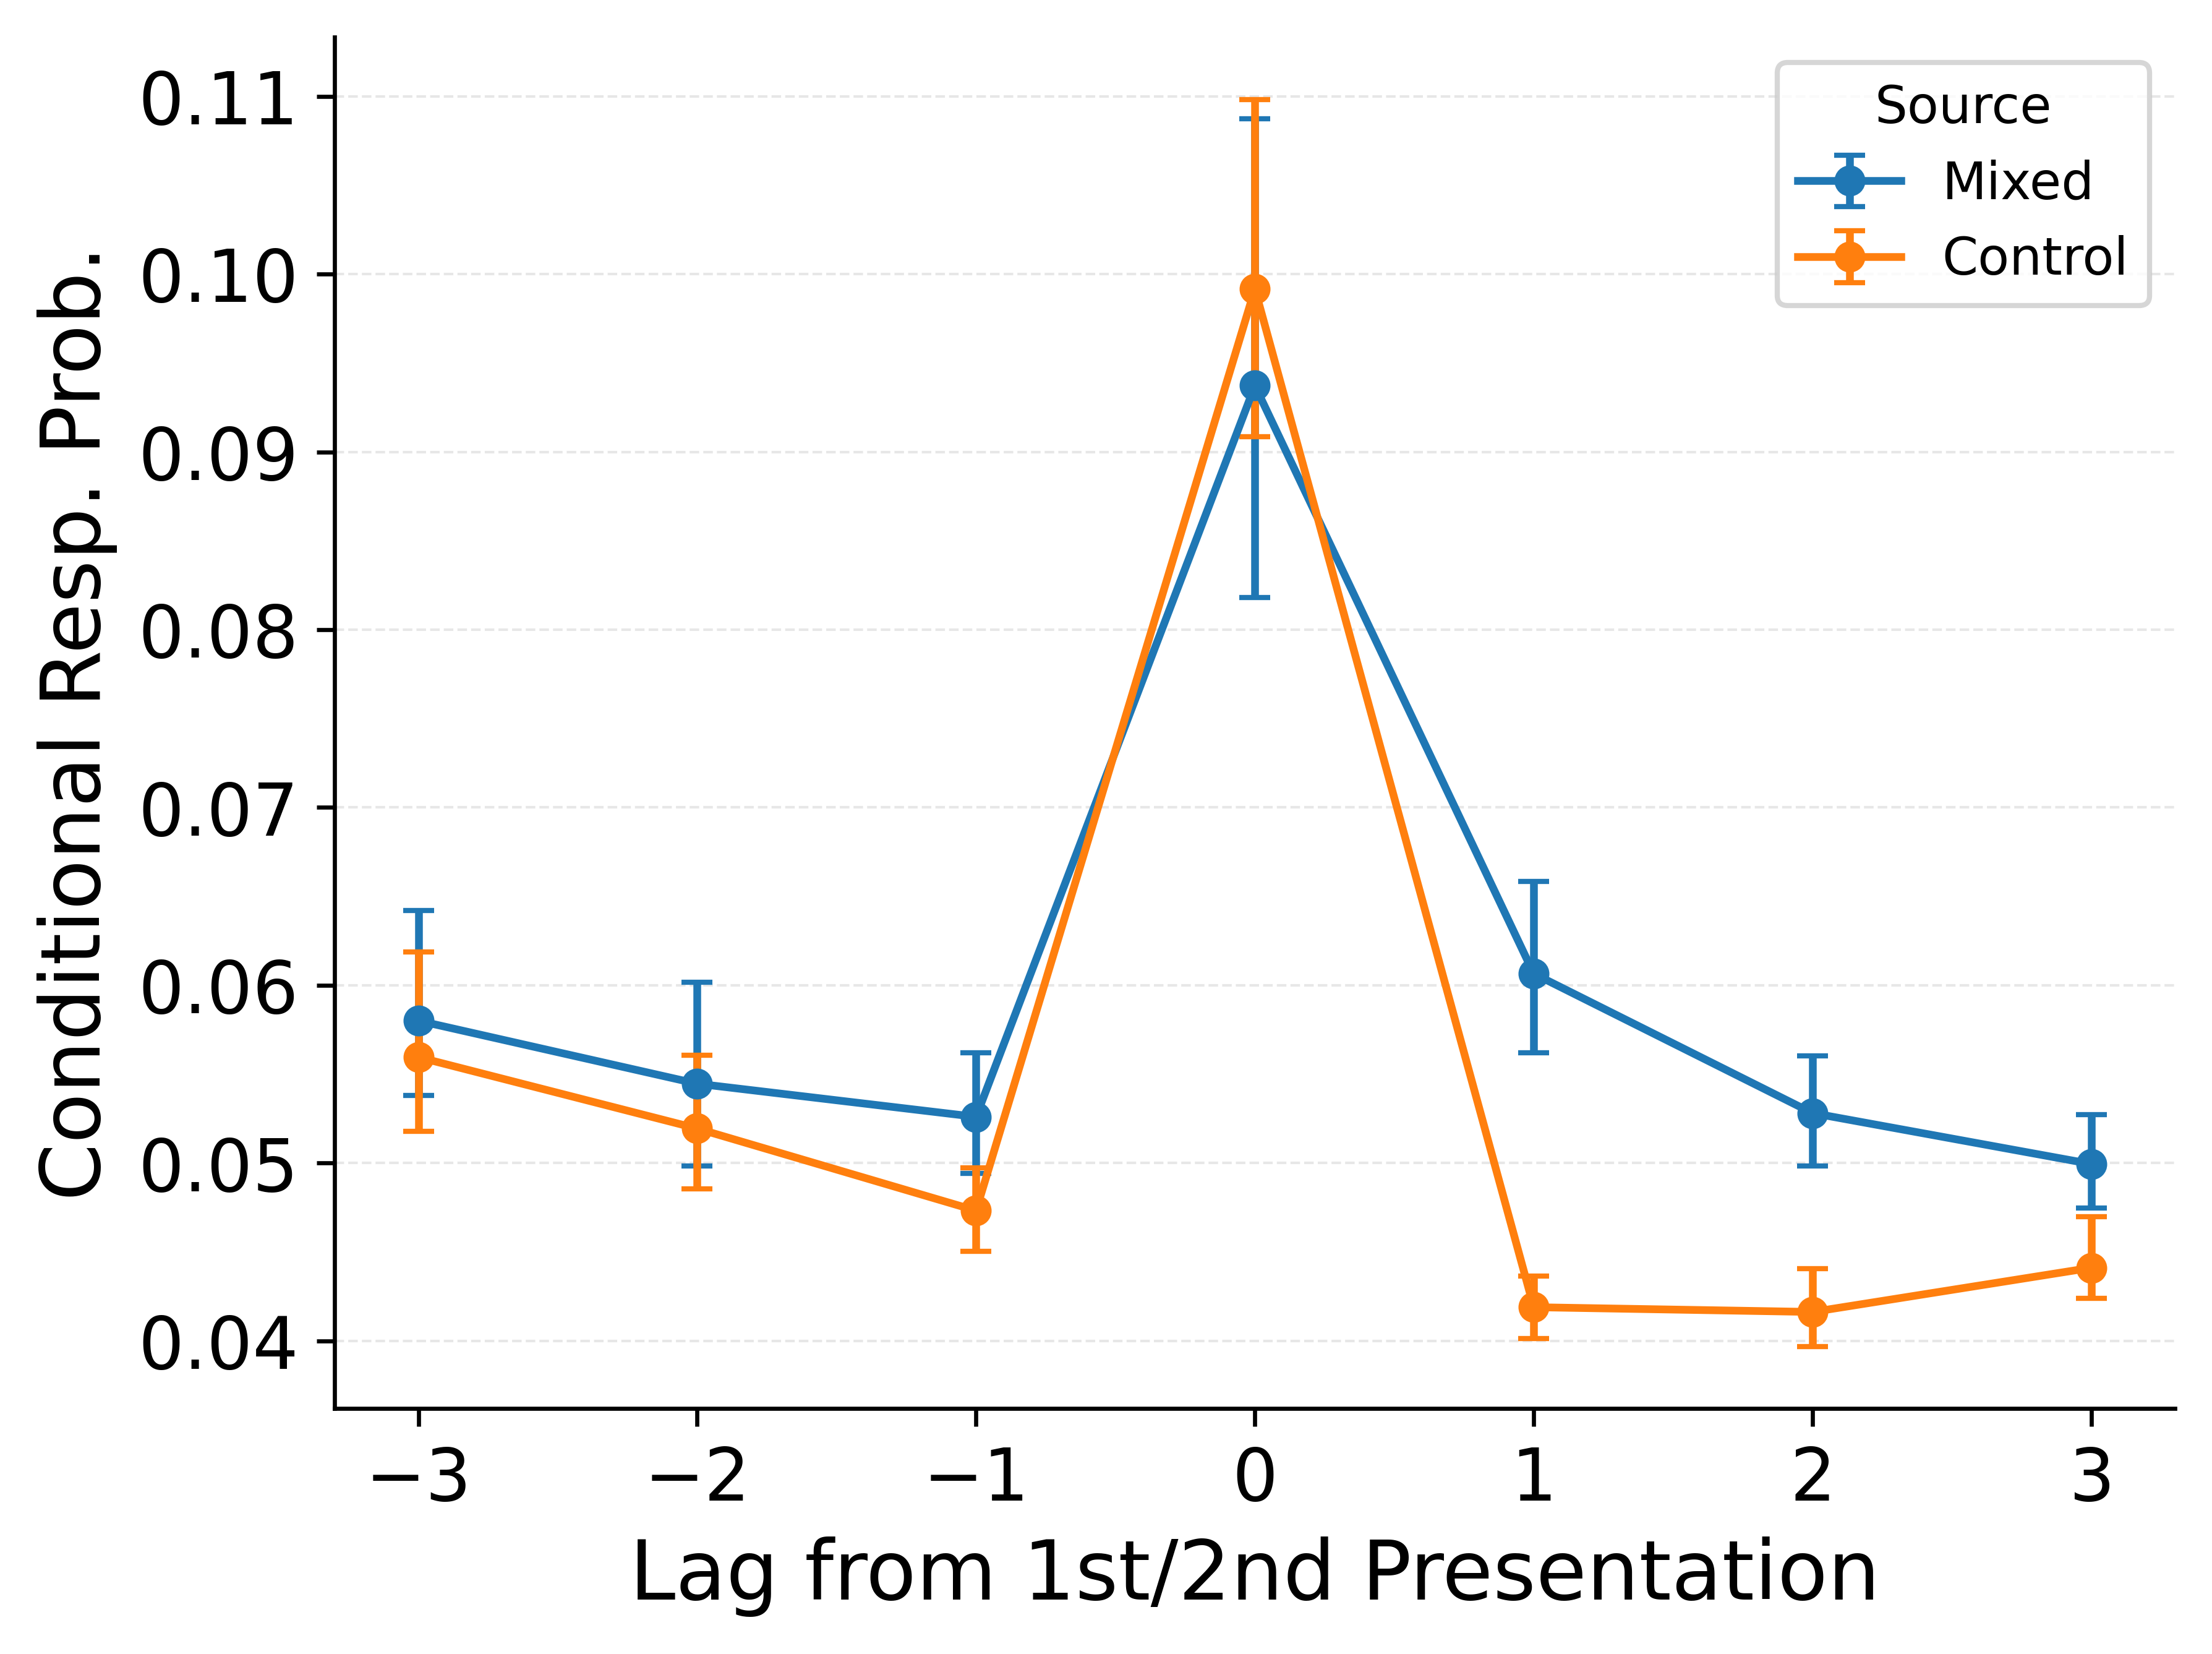 Conditional Resp. Prob.
0.11
0.10
0.09
0.08
0.07
0.06
0.05
0.04
Source
Mixed
Control
−3 −2 −1 0 1 2 3
Lag from 1st/2nd Presentation